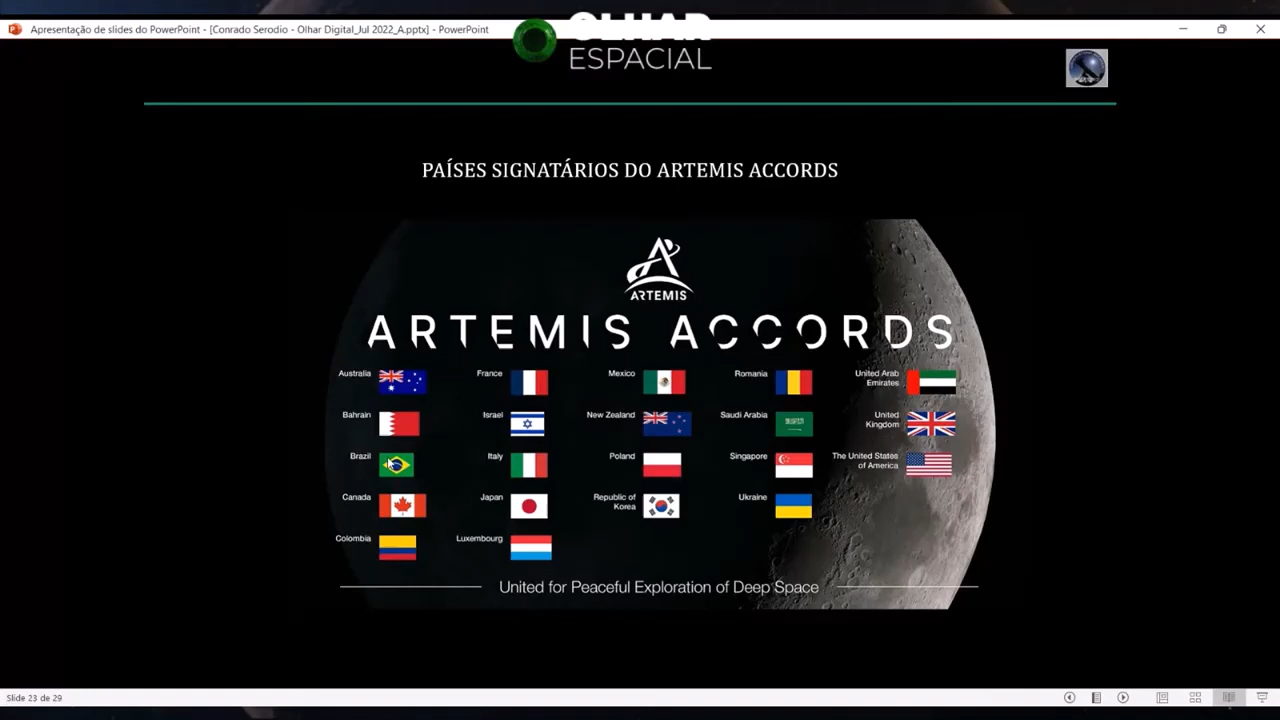 Apresentação de slides do PowerPoint - [Conrado Serodio - Olhar Digital_Jul 2022_A.pptx] - PowerPoint
OLHAR
ESPACIAL
PAÍSES SIGNATÁRIOS DO ARTEMIS ACCORDS
ARTEMIS
ARTEMIS ACCORDS
Australia
France
Mexico
Romania
United Arab
Emirates
Bahrain
Israel
New Zealand
Saudi Arabia
United
Kingdom
Brazil
Italy
Poland
Singapore
The United States
of America
Canada
Japan
Republic of
Korea
Ukraine
Colombia
Luxembourg
United for Peaceful Exploration of Deep Space
Slide 23 de 29